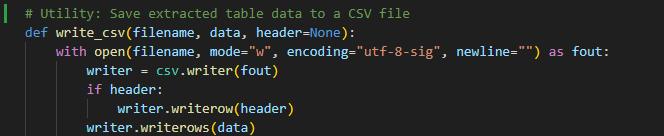 # Utility: Save extracted table data to a CSV file
def write_csv(filename, data, header=None):
    with open(filename, mode="w", encoding="utf-8-sig", newline="") as fout:
        writer = csv.writer(fout)
        if header:
            writer.writerow(header)
        writer.writerows(data)